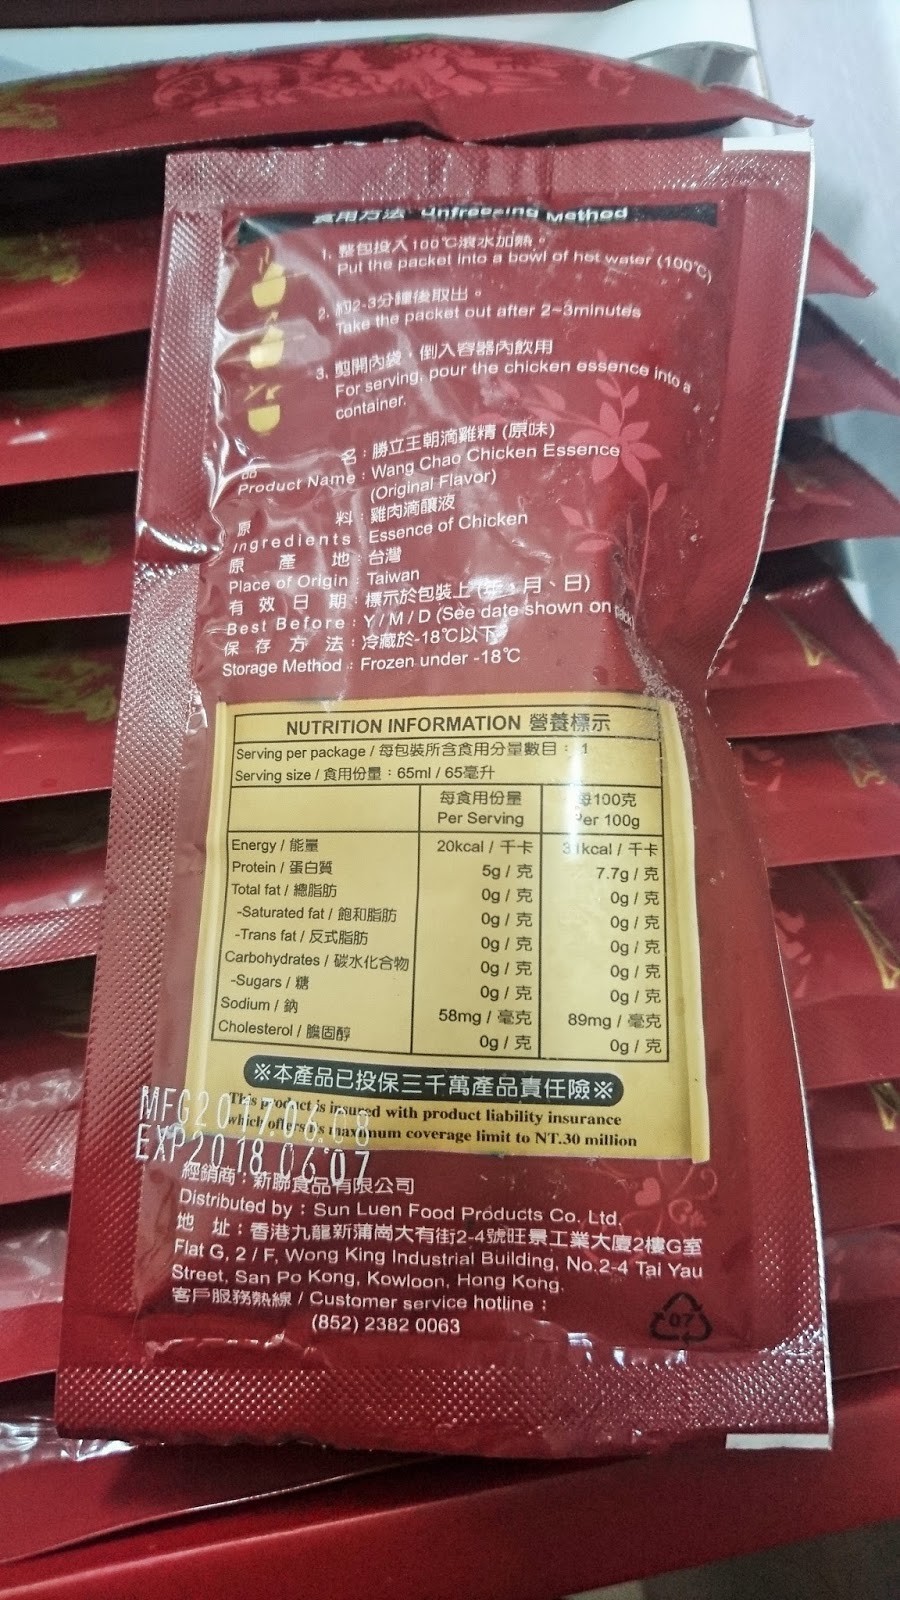 食用方法 Unfreezing Method
1. 整包投入100℃滾水加熱。
Put the packet into a bowl of hot water (100℃)
2. 約2-3分鐘後取出。
Take the packet out after 2~3minutes
3. 剪開內袋，倒入容器內飲用
For serving, pour the chicken essence into a
container.
品名：勝立王朝滴雞精 (原味)
Product Name：Wang Chao Chicken Essence
(Original Flavor)
原料：雞肉滴釀液
Ingredients：Essence of Chicken
原產地：台灣
Place of Origin：Taiwan
有效日期：標示於包裝上 (年、月、日)
Best Before：Y/M/D (See date shown on pack)
保存方法：冷藏於-18℃以下
Storage Method：Frozen under -18℃
NUTRITION INFORMATION 營養標示
Serving per package / 每包裝所含食用分量數目：1
Serving size / 食用份量：65ml / 65毫升
每食用份量 每100克
Per Serving Per 100g
Energy / 能量 20kcal / 千卡 31kcal / 千卡
Protein / 蛋白質 5g / 克 7.7g / 克
Total fat / 總脂肪 0g / 克 0g / 克
-Saturated fat / 飽和脂肪 0g / 克 0g / 克
-Trans fat / 反式脂肪 0g / 克 0g / 克
Carbohydrates / 碳水化合物 0g / 克 0g / 克
-Sugars / 糖 0g / 克 0g / 克
Sodium / 鈉 58mg / 毫克 89mg / 毫克
Cholesterol / 膽固醇 0g / 克 0g / 克
※本產品已投保三千萬產品責任險※
This product is insured with product liability insurance
which offers its maximum coverage limit to NT.30 million
MFG2017.06.08
EXP2018.06.07
經銷商：新聯食品有限公司
Distributed by：Sun Luen Food Products Co. Ltd.
地址：香港九龍新蒲崗大有街2-4號旺景工業大廈2樓G室
Flat G, 2 / F, Wong King Industrial Building, No.2-4 Tai Yau
Street, San Po Kong, Kowloon, Hong Kong.
客戶服務熱線 / Customer service hotline：
(852) 2382 0063
07